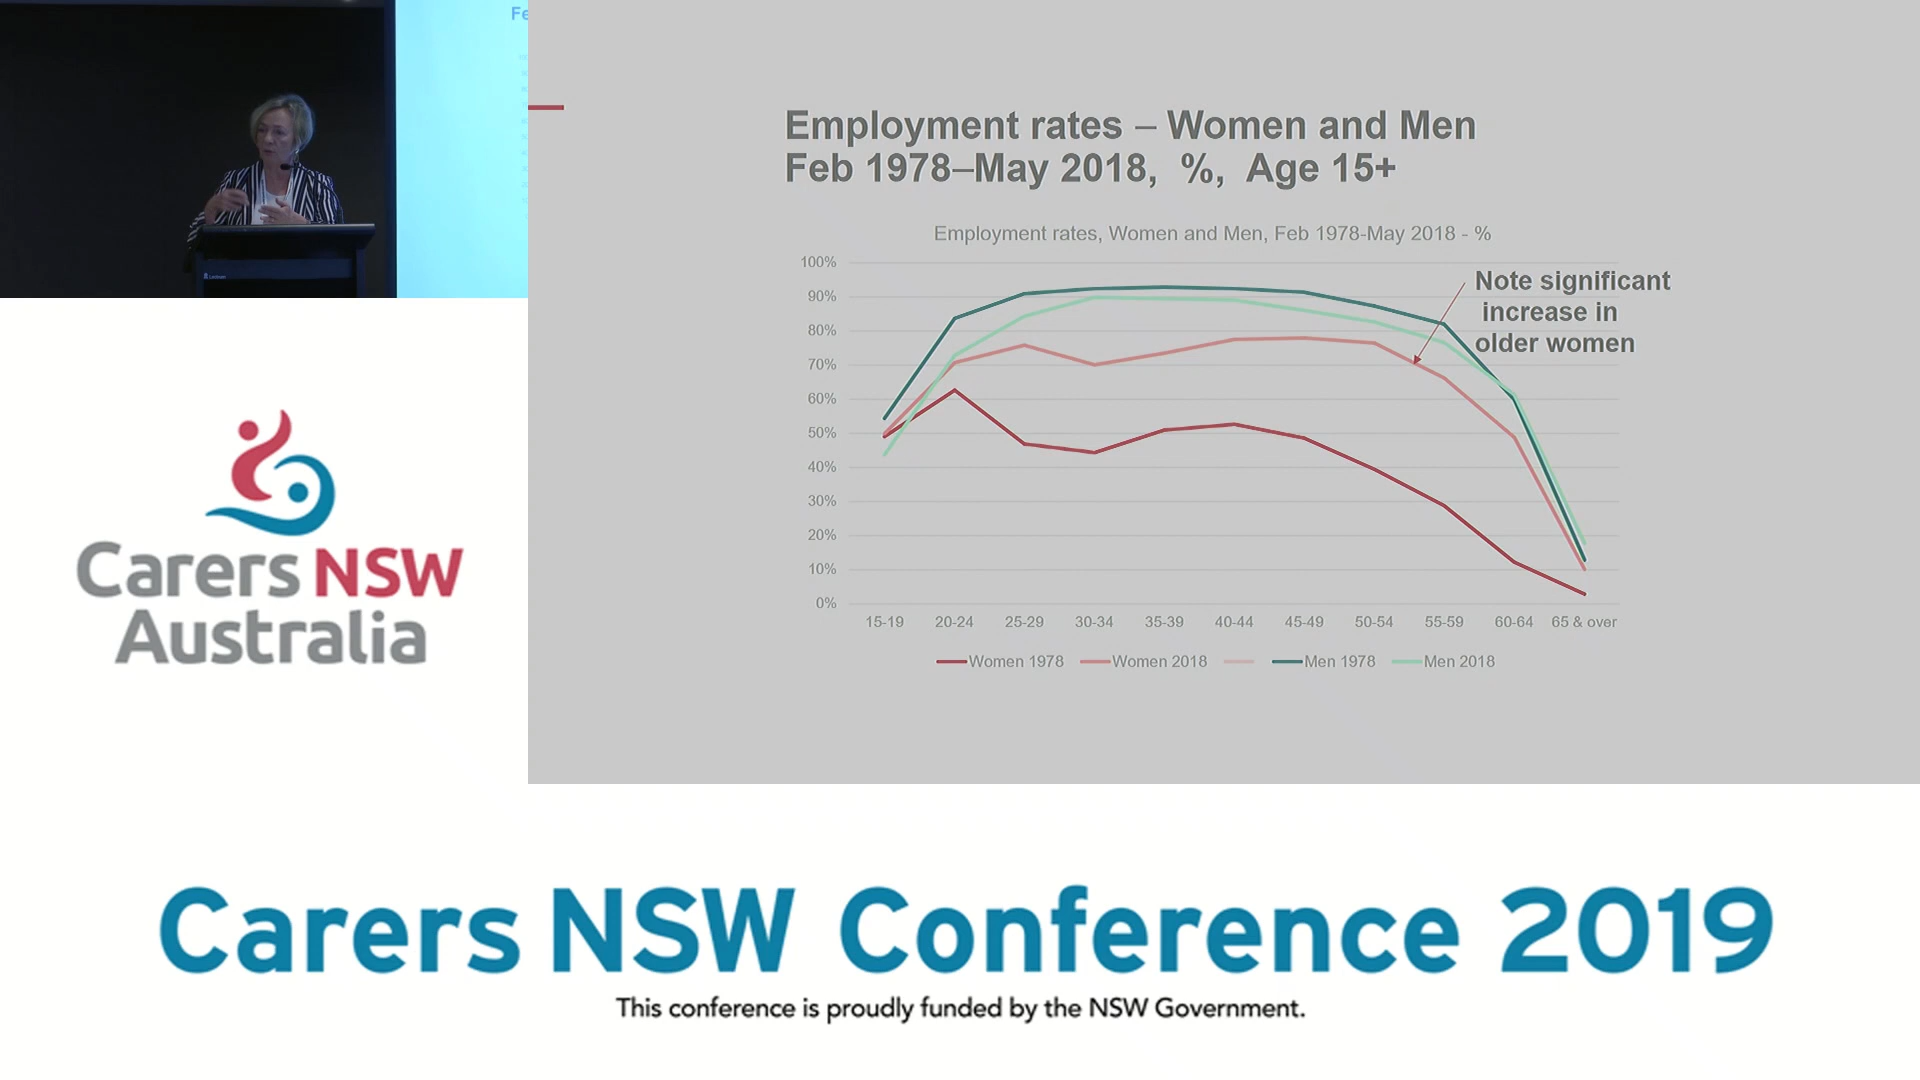 Fe
Employment rates – Women and Men
Feb 1978–May 2018, %, Age 15+
Employment rates, Women and Men, Feb 1978-May 2018 - %
100%
90%
80%
70%
60%
50%
40%
30%
20%
10%
0%
Note significant
increase in
older women
15-19 20-24 25-29 30-34 35-39 40-44 45-49 50-54 55-59 60-64 65 & over
Women 1978 Women 2018 Men 1978 Men 2018
Carers NSW
Australia
Carers NSW Conference 2019
This conference is proudly funded by the NSW Government.